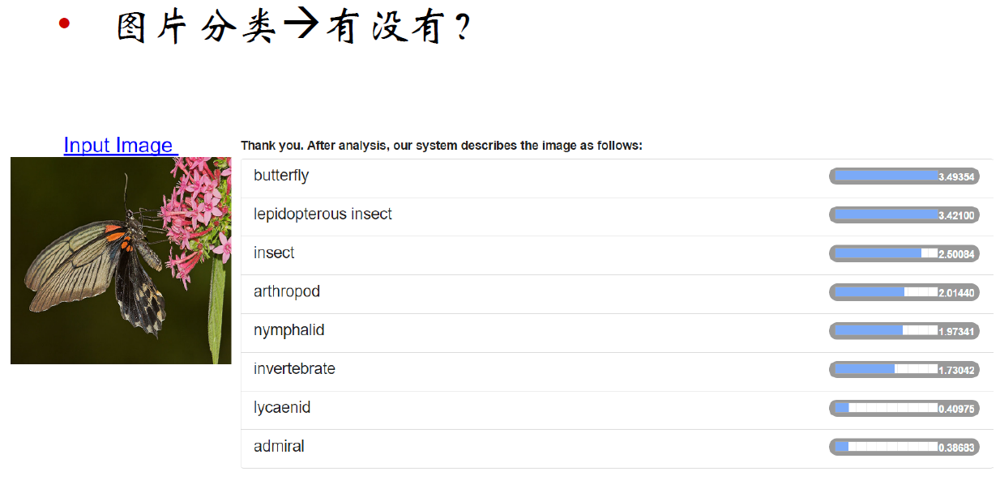 • 图片分类→有没有?
Input Image
Thank you. After analysis, our system describes the image as follows:
butterfly 3.49354
lepidopterous insect 3.42100
insect 2.60084
arthropod 2.01440
nymphalid 1.97341
invertebrate 1.73042
lycaenid 0.40975
admiral 0.38683